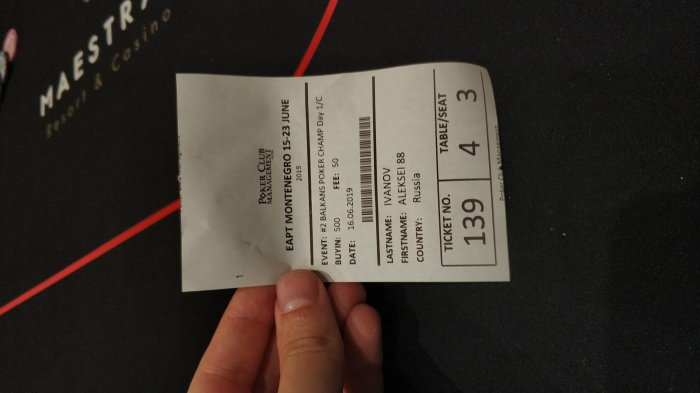 MAESTRA
Resort & Casino
POKER CLUB
MANAGEMENT
EAPT MONTENEGRO 15-23 JUNE
2019
EVENT: #2 BALKANS POKER CHAMP Day 1/C
BUYIN: 500 FEE: 50
DATE: 16.06.2019
LASTNAME: IVANOV
FIRSTNAME: ALEKSEI 88
COUNTRY: Russia
TICKET NO. TABLE/SEAT
139 4 3
1